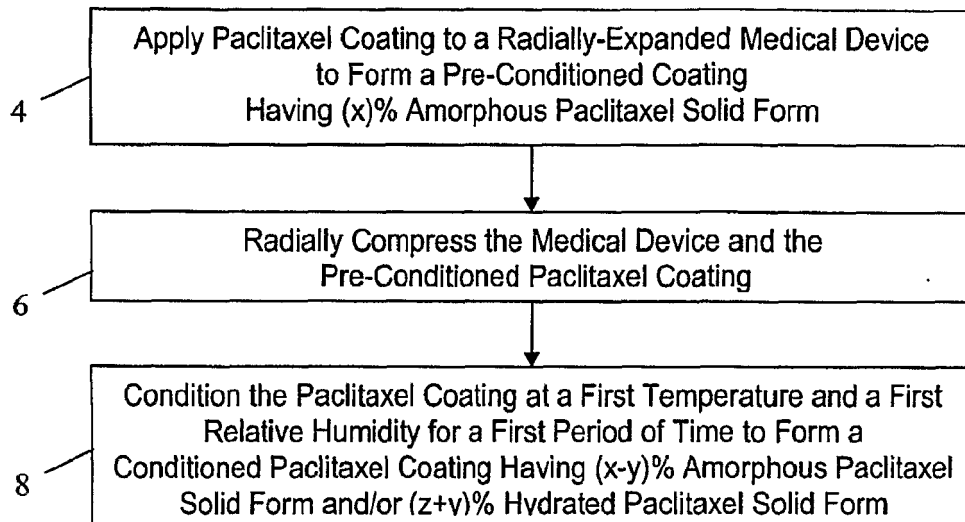 Apply Paclitaxel Coating to a Radially-Expanded Medical Device
to Form a Pre-Conditioned Coating
Having (x)% Amorphous Paclitaxel Solid Form
4
Radially Compress the Medical Device and the
Pre-Conditioned Paclitaxel Coating
6
Condition the Paclitaxel Coating at a First Temperature and a First
Relative Humidity for a First Period of Time to Form a
Conditioned Paclitaxel Coating Having (x-y)% Amorphous Paclitaxel
Solid Form and/or (z+y)% Hydrated Paclitaxel Solid Form
8